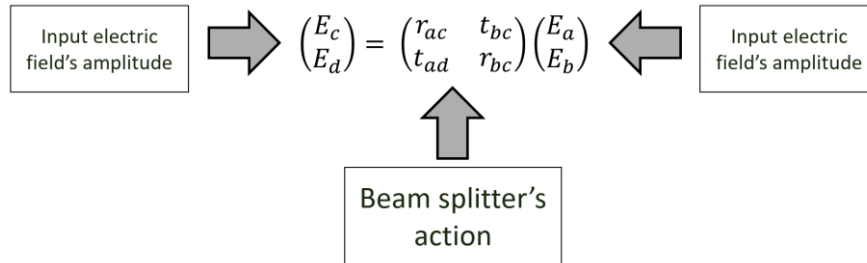 Input electric
field's amplitude
(E_c
E_d) = (r_ac t_bc
t_ad r_bc) (E_a
E_b)
Input electric
field's amplitude
Beam splitter's
action